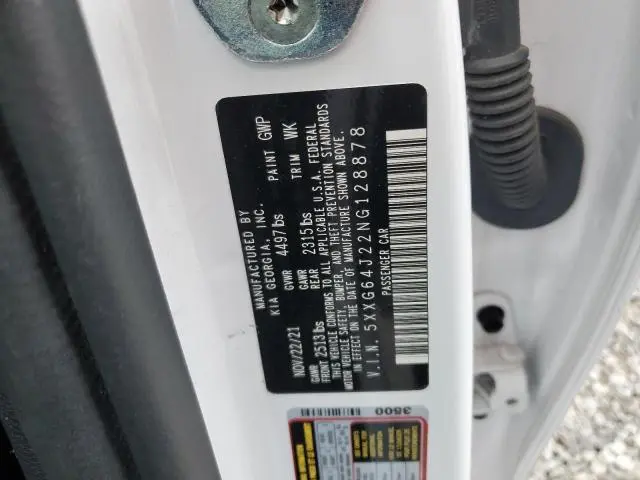 MANUFACTURED BY
KIA GEORGIA, INC.
NOV/22/21 GVWR 4497lbs PAINT GWP
GAWR FRONT 2513lbs GAWR REAR 2315lbs TRIM WK
THIS VEHICLE CONFORMS TO ALL APPLICABLE U.S.A. FEDERAL
MOTOR VEHICLE SAFETY, BUMPER, AND THEFT-PREVENTION STANDARDS
IN EFFECT ON THE DATE OF MANUFACTURE SHOWN ABOVE.
V.I.N. 5XXG64J22NG128878
PASSENGER CAR
3500